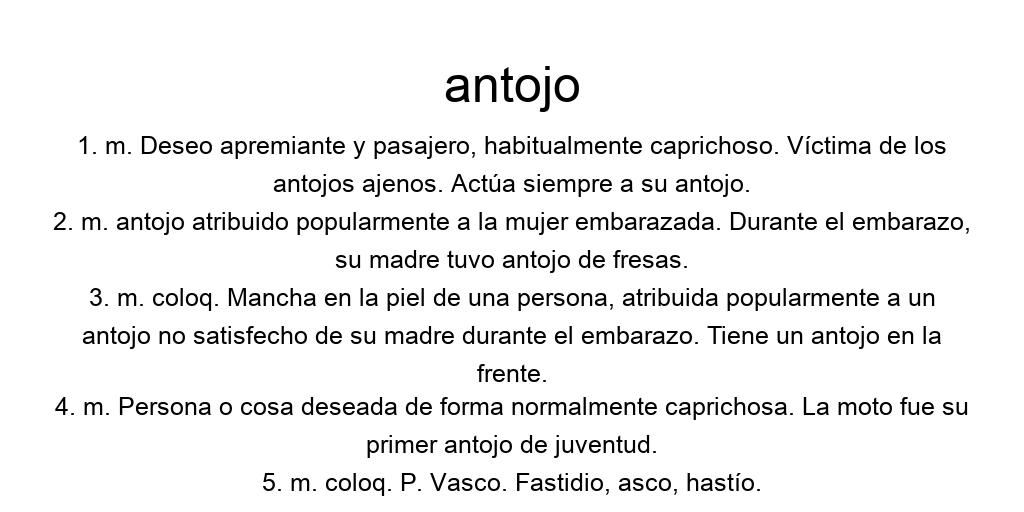 antojo
1. m. Deseo apremiante y pasajero, habitualmente caprichoso. Víctima de los
antojos ajenos. Actúa siempre a su antojo.
2. m. antojo atribuido popularmente a la mujer embarazada. Durante el embarazo,
su madre tuvo antojo de fresas.
3. m. coloq. Mancha en la piel de una persona, atribuida popularmente a un
antojo no satisfecho de su madre durante el embarazo. Tiene un antojo en la
frente.
4. m. Persona o cosa deseada de forma normalmente caprichosa. La moto fue su
primer antojo de juventud.
5. m. coloq. P. Vasco. Fastidio, asco, hastío.